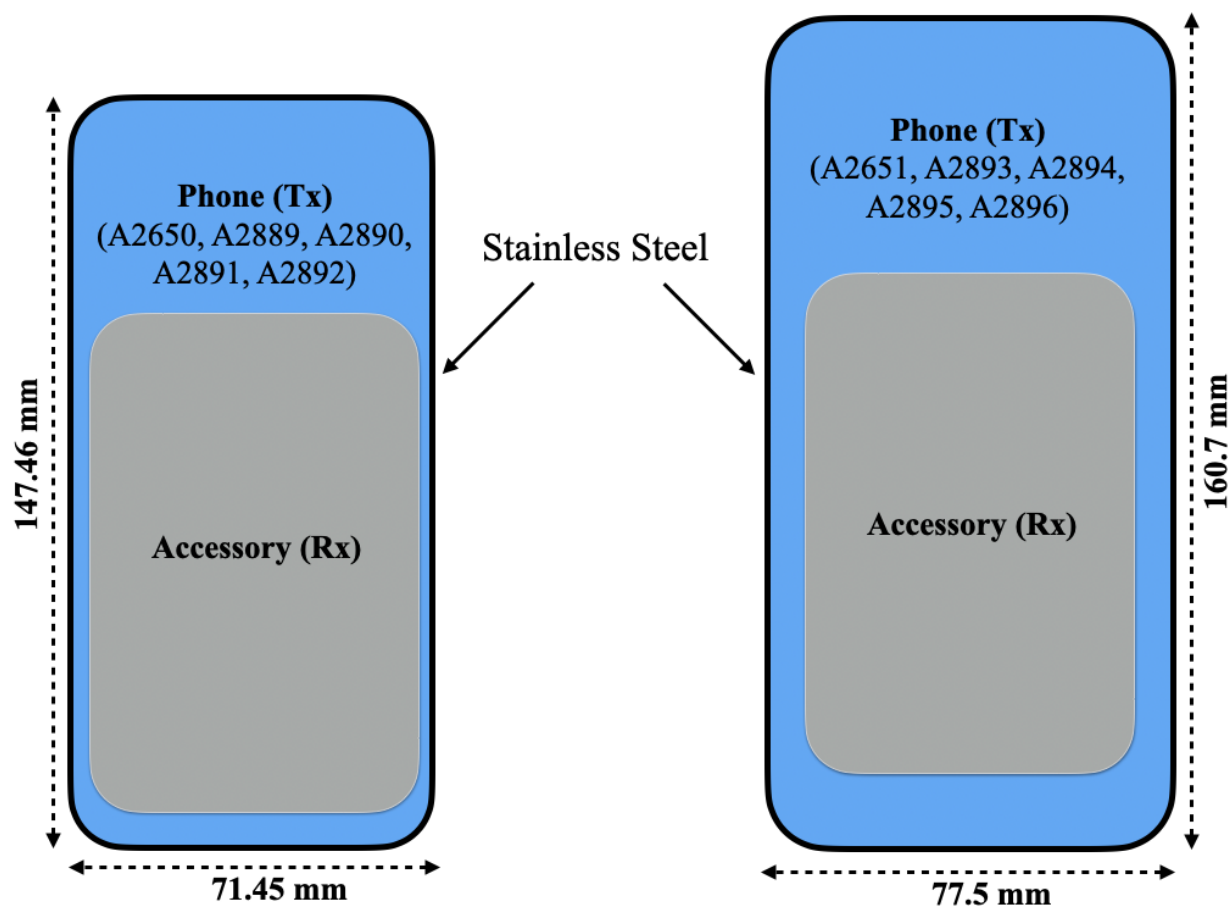 Phone (Tx)
(A2650, A2889, A2890,
A2891, A2892)
Accessory (Rx)
147.46 mm
71.45 mm
Stainless Steel
Phone (Tx)
(A2651, A2893, A2894,
A2895, A2896)
Accessory (Rx)
160.7 mm
77.5 mm